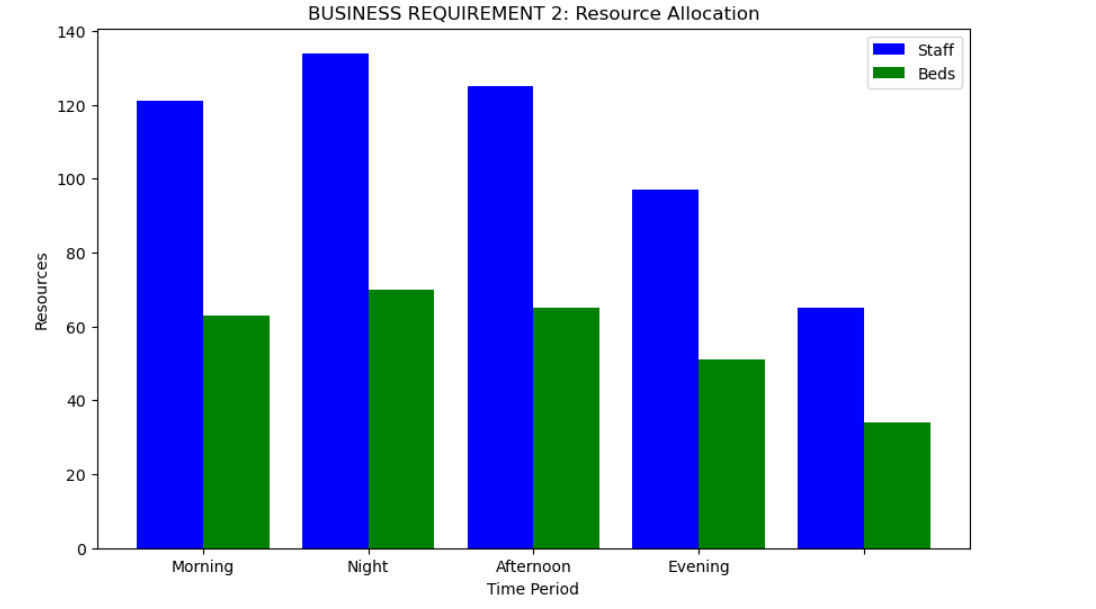 BUSINESS REQUIREMENT 2: Resource Allocation
Staff
Beds
140
120
100
80
60
40
20
0
Resources
Morning Night Afternoon Evening
Time Period